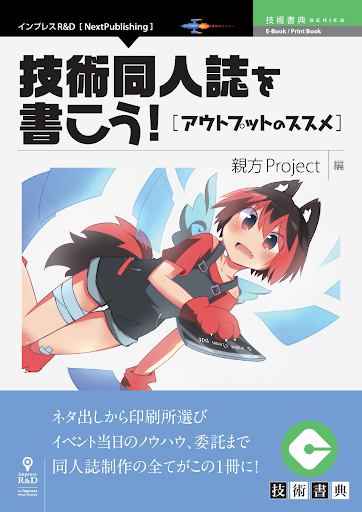 インプレスR&D [ NextPublishing ]
技術書典 SERIES
E-Book / Print Book
技術同人誌を
書こう!
[アウトプットのススメ]
親方Project 編
$ make clean pdf
ネタ出しから印刷所選び
イベント当日のノウハウ、委託まで
同人誌制作の全てがこの1冊に!
impress
R&D
技術書典